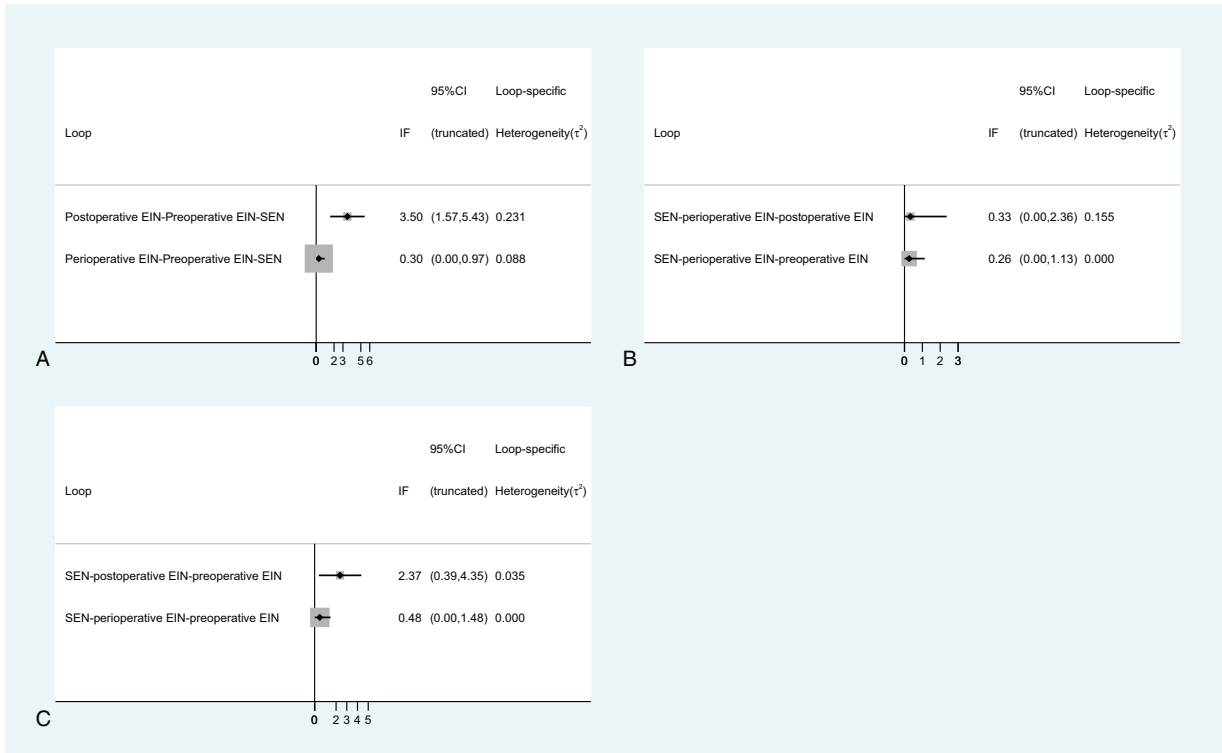 95%CI Loop-specific
Loop IF (truncated) Heterogeneity(τ²)
Postoperative EIN-Preoperative EIN-SEN 3.50 (1.57,5.43) 0.231
Perioperative EIN-Preoperative EIN-SEN 0.30 (0.00,0.97) 0.088
0 2 3 5 6
A
95%CI Loop-specific
Loop IF (truncated) Heterogeneity(τ²)
SEN-perioperative EIN-postoperative EIN 0.33 (0.00,2.36) 0.155
SEN-perioperative EIN-preoperative EIN 0.26 (0.00,1.13) 0.000
0 1 2 3
B
95%CI Loop-specific
Loop IF (truncated) Heterogeneity(τ²)
SEN-postoperative EIN-preoperative EIN 2.37 (0.39,4.35) 0.035
SEN-perioperative EIN-preoperative EIN 0.48 (0.00,1.48) 0.000
0 2 3 4 5
C